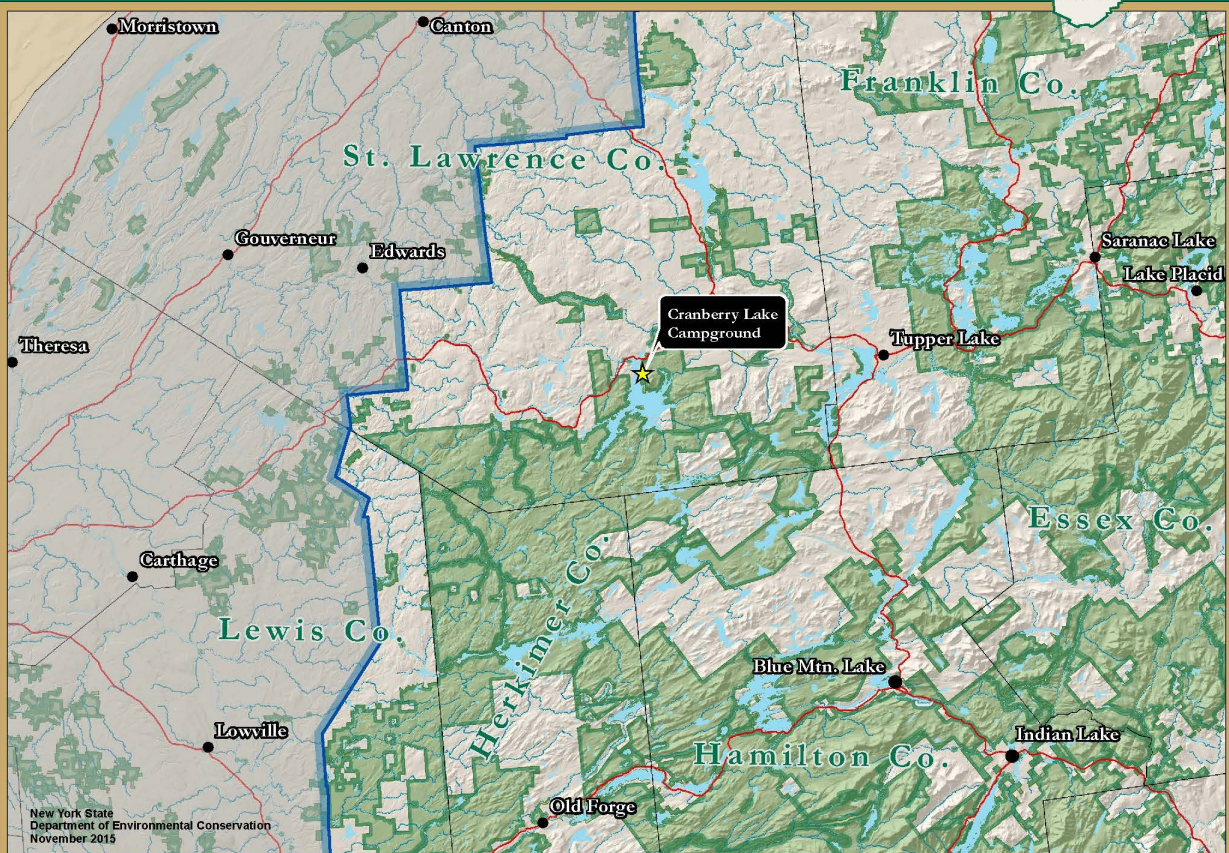 Morristown
Canton
Franklin Co.
St. Lawrence Co.
Gouverneur
Edwards
Saranac Lake
Lake Placid
Cranberry Lake
Campground
Theresa
Tupper Lake
Essex Co.
Carthage
Herkimer Co.
Lewis Co.
Blue Mtn. Lake
Lowville
Indian Lake
Hamilton Co.
Old Forge
New York State
Department of Environmental Conservation
November 2015